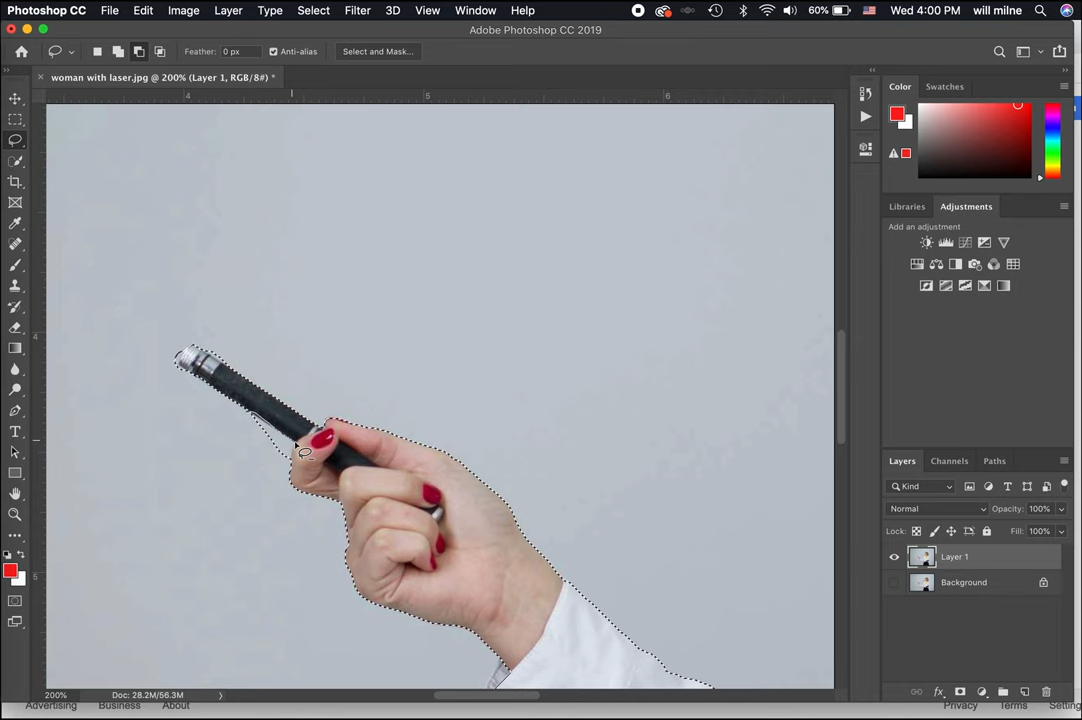 Photoshop CC File Edit Image Layer Type Select Filter 3D View Window Help 60% Wed 4:00 PM will milne
Adobe Photoshop CC 2019
Feather: 0 px Anti-alias Select and Mask...
woman with laser.jpg @ 200% (Layer 1, RGB/8#) *
4 5 6
4
5
Color Swatches
Libraries Adjustments
Add an adjustment
Layers Channels Paths
Kind
Normal Opacity: 100%
Lock: Fill: 100%
Layer 1
Background
200% Doc: 28.2M/56.3M
Advertising Business About Privacy Terms Setting